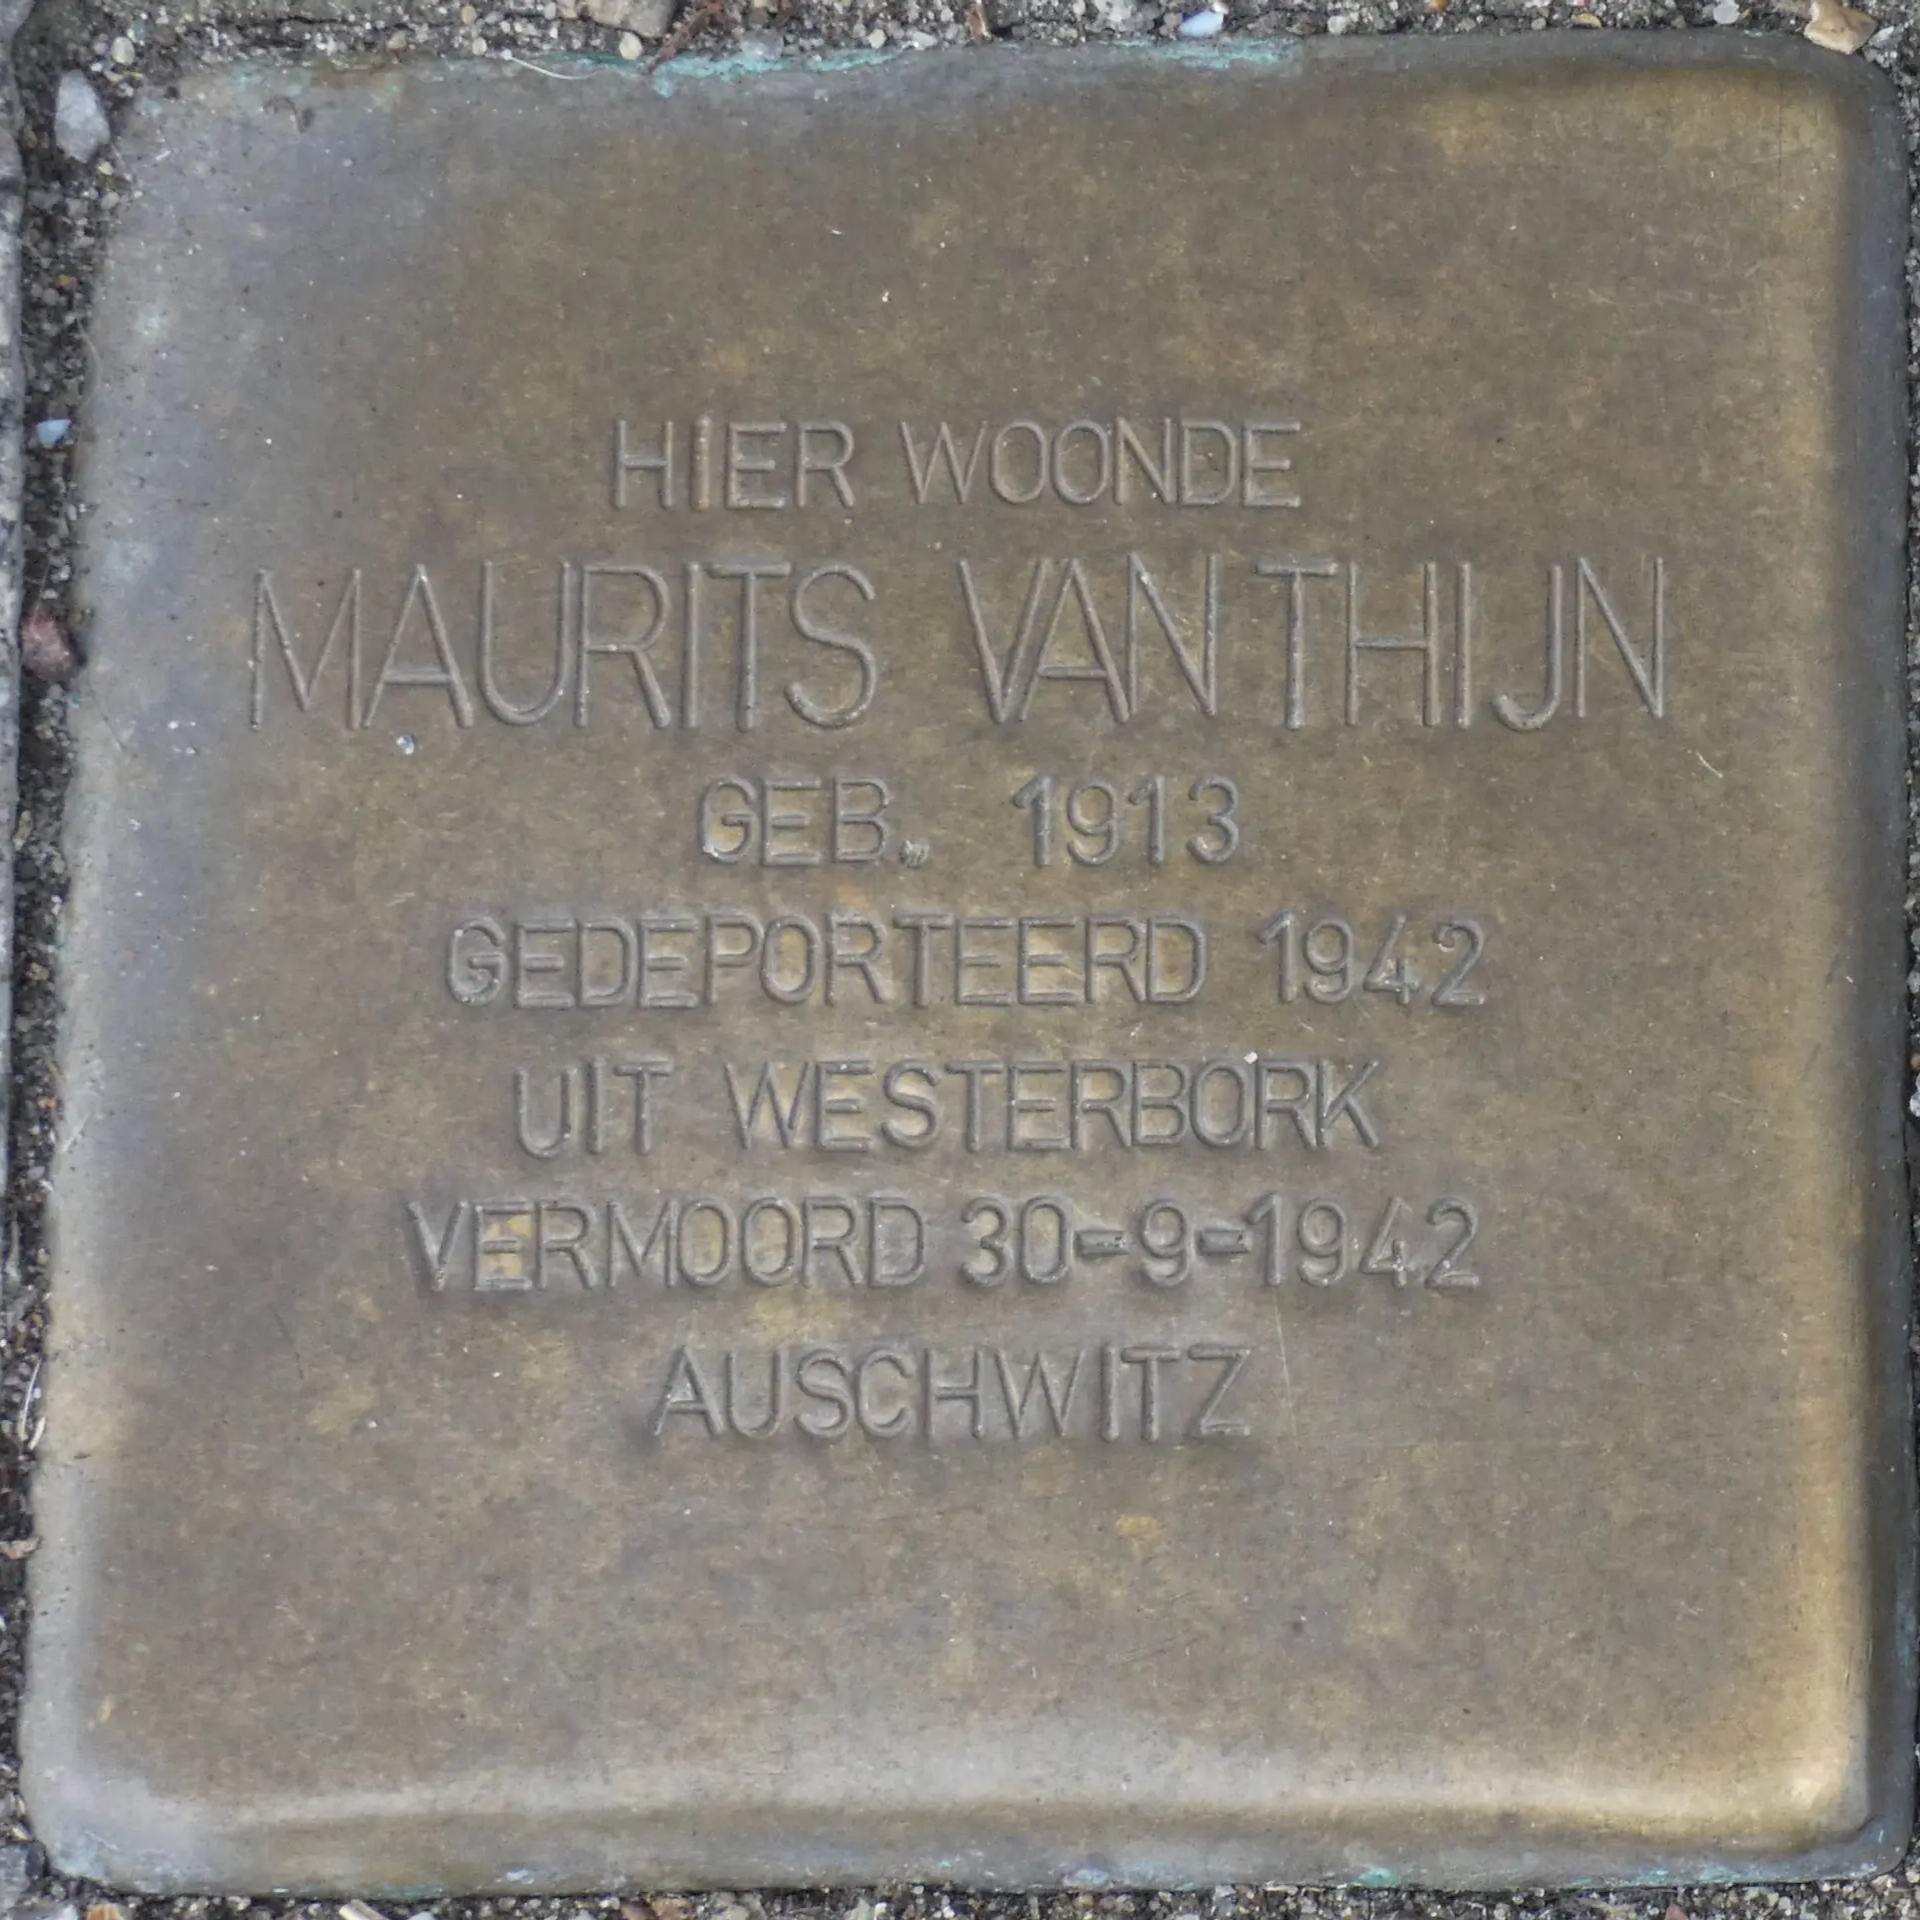 HIER WOONDE
MAURITS VAN THIJN
GEB. 1913
GEDEPORTEERD 1942
UIT WESTERBORK
VERMOORD 30-9-1942
AUSCHWITZ